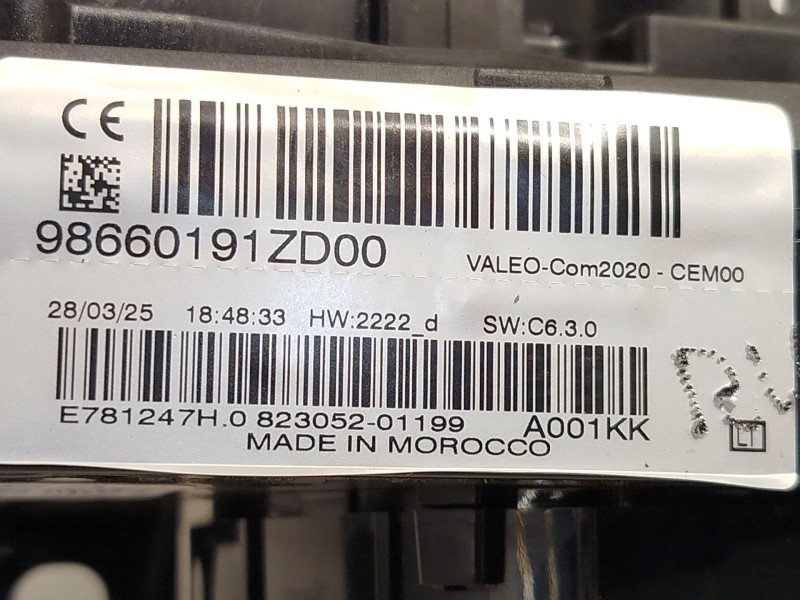 CE
98660191ZD00
VALEO-Com2020 - CEM00
28/03/25 18:48:33 HW:2222_d SW:C6.3.0
E781247H.0 823052-01199 A001KK
MADE IN MOROCCO
LT